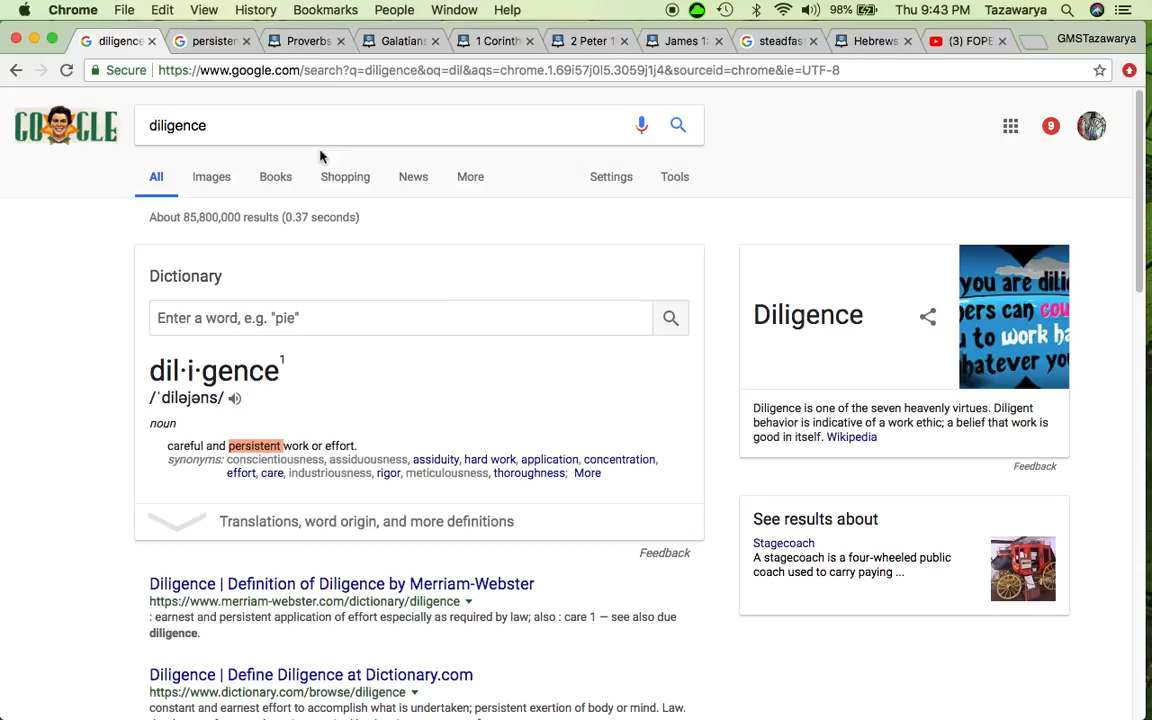 Chrome File Edit View History Bookmarks People Window Help 98% Thu 9:43 PM Tazawarya
diligence persisten Proverbs Galatians 1 Corinth 2 Peter 1 James 1: steadfas Hebrews (3) FOPE GMSTazawarya
Secure https://www.google.com/search?q=diligence&oq=dil&aqs=chrome.1.69i57j0l5.3059j1j4&sourceid=chrome&ie=UTF-8
GOOGLE diligence 9
All Images Books Shopping News More Settings Tools
About 85,800,000 results (0.37 seconds)
Dictionary
Enter a word, e.g. "pie"
dil·i·gence1
/ˈdiləjəns/
noun
careful and persistent work or effort.
synonyms: conscientiousness, assiduousness, assiduity, hard work, application, concentration,
effort, care, industriousness, rigor, meticulousness, thoroughness; More
Translations, word origin, and more definitions
Feedback
Diligence | Definition of Diligence by Merriam-Webster
https://www.merriam-webster.com/dictionary/diligence
: earnest and persistent application of effort especially as required by law; also : care 1 — see also due
diligence.
Diligence | Define Diligence at Dictionary.com
https://www.dictionary.com/browse/diligence
constant and earnest effort to accomplish what is undertaken; persistent exertion of body or mind. Law.
Diligence
you are dili
ers can cou
u to work ha
hatever you
Diligence is one of the seven heavenly virtues. Diligent
behavior is indicative of a work ethic; a belief that work is
good in itself. Wikipedia
Feedback
See results about
Stagecoach
A stagecoach is a four-wheeled public
coach used to carry paying ...